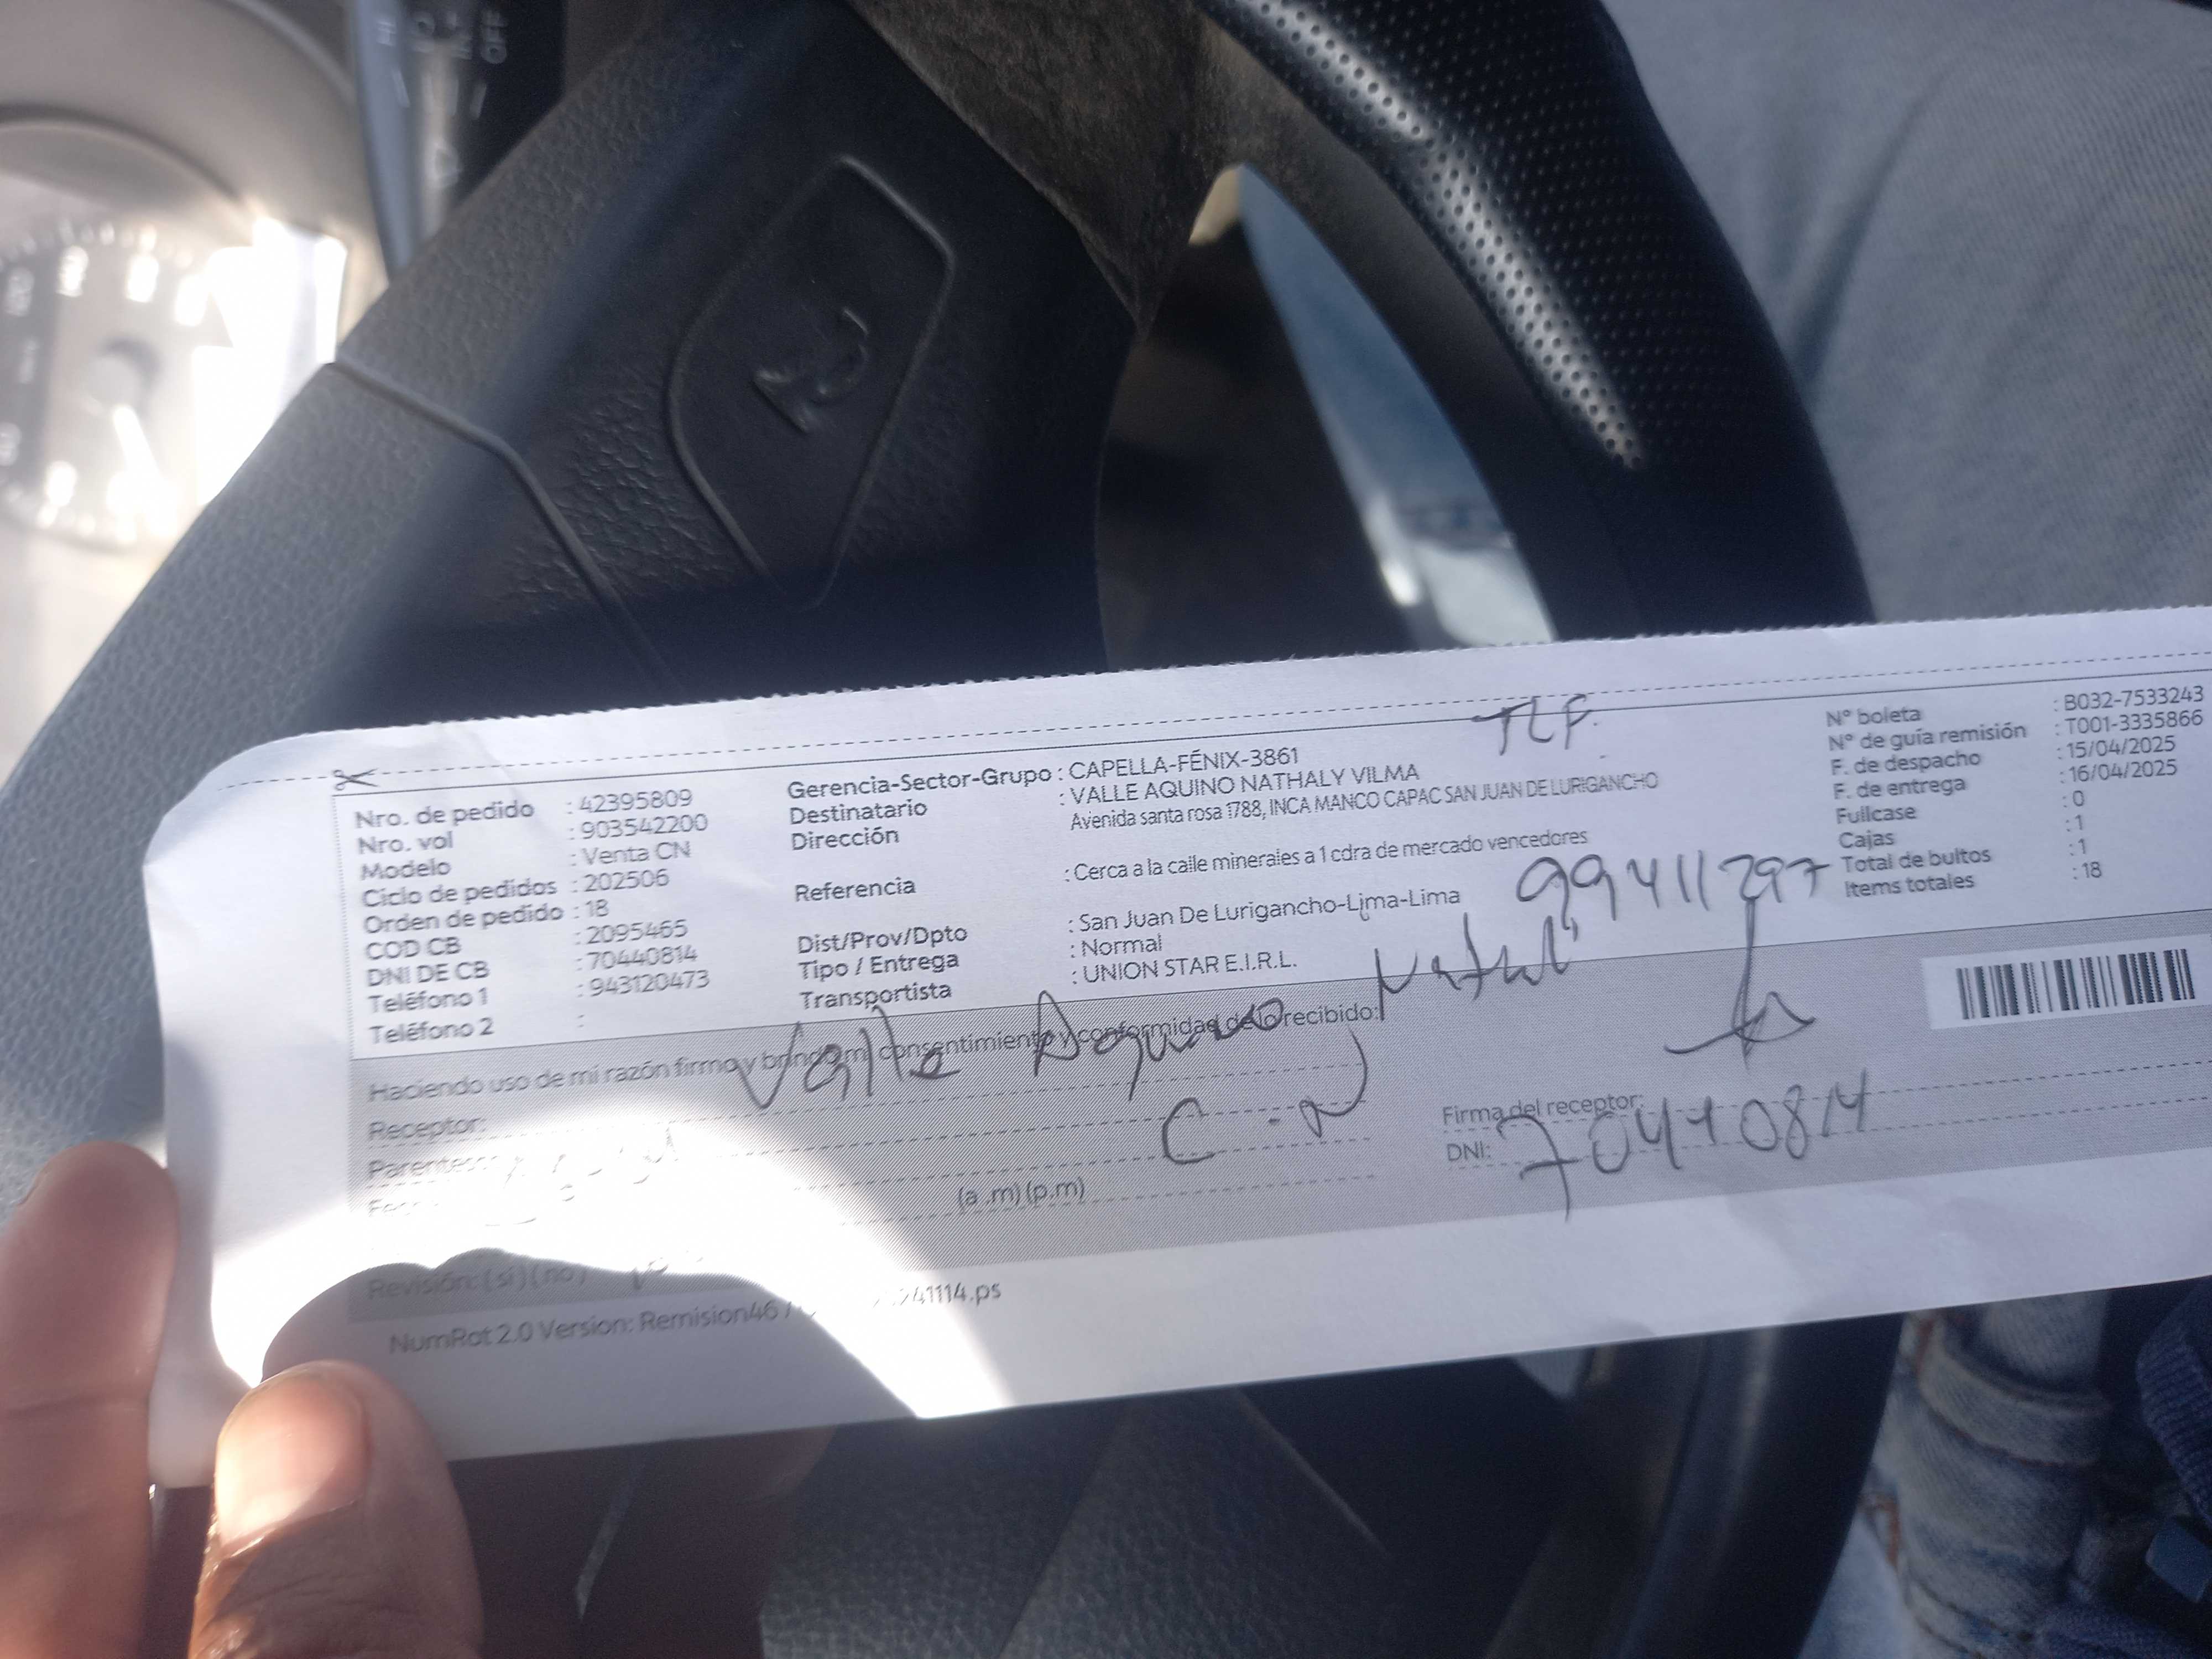 Nro. de pedido : 42395809
Nro. vol : 903542200
Modelo : Venta CN
Ciclo de pedidos : 202506
Orden de pedido : 18
COD CB : 2095465
DNI DE CB : 70440814
Teléfono 1 : 943120473
Teléfono 2 :
Gerencia-Sector-Grupo : CAPELLA-FÉNIX-3861
Destinatario : VALLE AQUINO NATHALY VILMA
Dirección Avenida santa rosa 1788, INCA MANCO CAPAC SAN JUAN DE LURIGANCHO
Referencia : Cerca a la calle minerales a 1 cdra de mercado vencedores
Dist/Prov/Dpto : San Juan De Lurigancho-Lima-Lima
Tipo / Entrega : Normal
Transportista : UNION STAR E.I.R.L.
TLF.
99411297
N° boleta : B032-7533243
N° de guía remisión : T001-3335866
F. de despacho : 15/04/2025
F. de entrega : 16/04/2025
Fullcase : 0
Cajas : 1
Total de bultos : 1
Items totales : 18
Haciendo uso de mi razón firmo y brindo mi consentimiento y conformidad de lo recibido:
Receptor: Valle Aquino
C-N
(a.m) (p.m)
Firma del receptor:
DNI: 70440814
Revisión: (si) (no)
NumRot 2.0 Version: Remision46 / 241114.ps
OFF